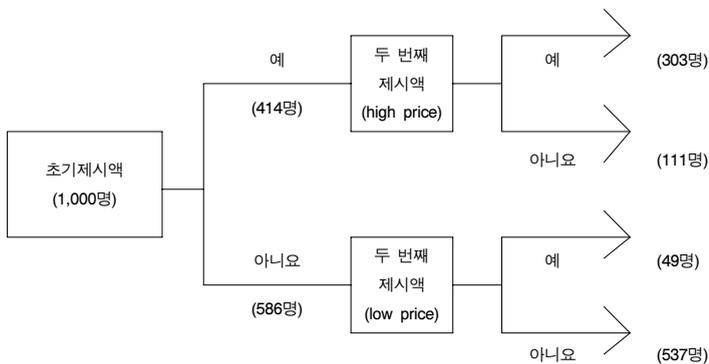 초기제시액
(1,000명)
예
(414명)
두 번째
제시액
(high price)
예
(303명)
아니요
(111명)
아니요
(586명)
두 번째
제시액
(low price)
예
(49명)
아니요
(537명)